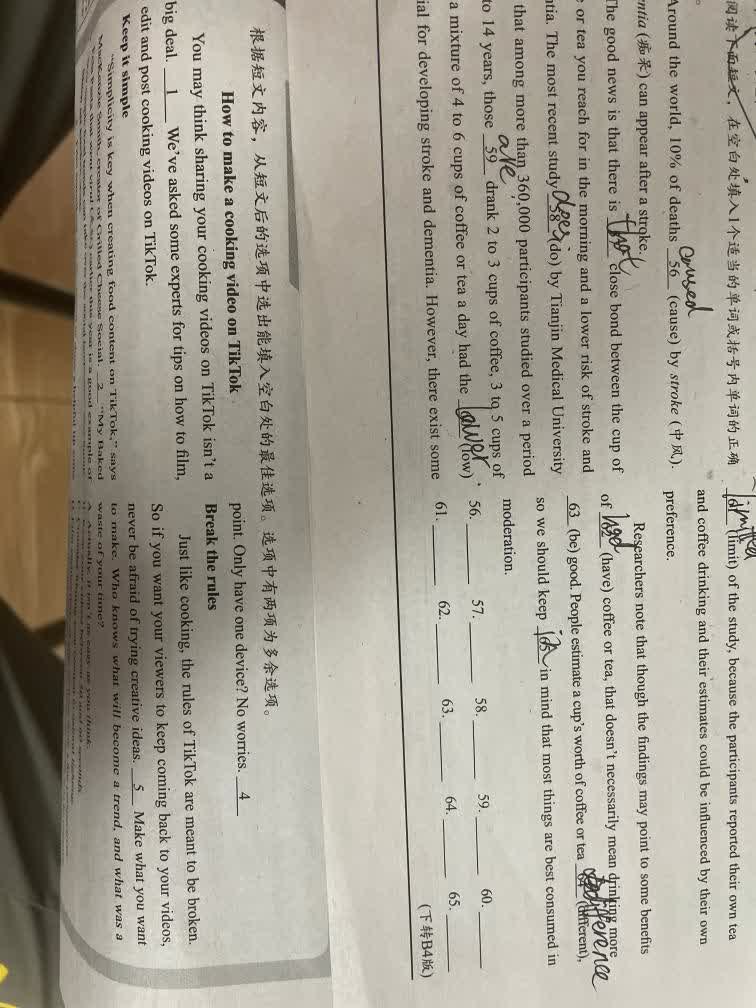 阅读下面短文，在空白处填入1个适当的单词或括号内单词的正确
Around the world, 10% of deaths 56 (cause) by stroke (中风).
caused
ntia (痴呆) can appear after a stroke.
The good news is that there is close bond between the cup of
that
or tea you reach for in the morning and a lower risk of stroke and
ntia. The most recent study 58 (do) by Tianjin Medical University
does
that among more than 360,000 participants studied over a period
to 14 years, those 59 drank 2 to 3 cups of coffee, 3 to 5 cups of
are
a mixture of 4 to 6 cups of coffee or tea a day had the (low)
lower
ial for developing stroke and dementia. However, there exist some
limited
(limit) of the study, because the participants reported their own tea
and coffee drinking and their estimates could be influenced by their own
preference.
Researchers note that though the findings may point to some benefits
of (have) coffee or tea, that doesn't necessarily mean drinking more
had
63 (be) good. People estimate a cup's worth of coffee or tea 64 (different),
difference
so we should keep 65 in mind that most things are best consumed in
moderation.
56. 57. 58. 59. 60.
61. 62. 63. 64. 65.
(下转B4版)
根据短文内容，从短文后的选项中选出能填入空白处的最佳选项。选项中有两项为多余选项。
How to make a cooking video on TikTok
You may think sharing your cooking videos on TikTok isn't a
big deal. 1 We've asked some experts for tips on how to film,
edit and post cooking videos on TikTok.
Keep it simple
"Simplicity is key when creating food content on TikTok," says
MacKenzie Smith, creator of Grilled Cheese Social. 2 "My Baked
point. Only have one device? No worries. 4
Break the rules
Just like cooking, the rules of TikTok are meant to be broken.
So if you want your viewers to keep coming back to your videos,
never be afraid of trying creative ideas. 5 Make what you want
to make. Who knows what will become a trend, and what was a
waste of your time?
A. Actually, it isn't as easy as you think.